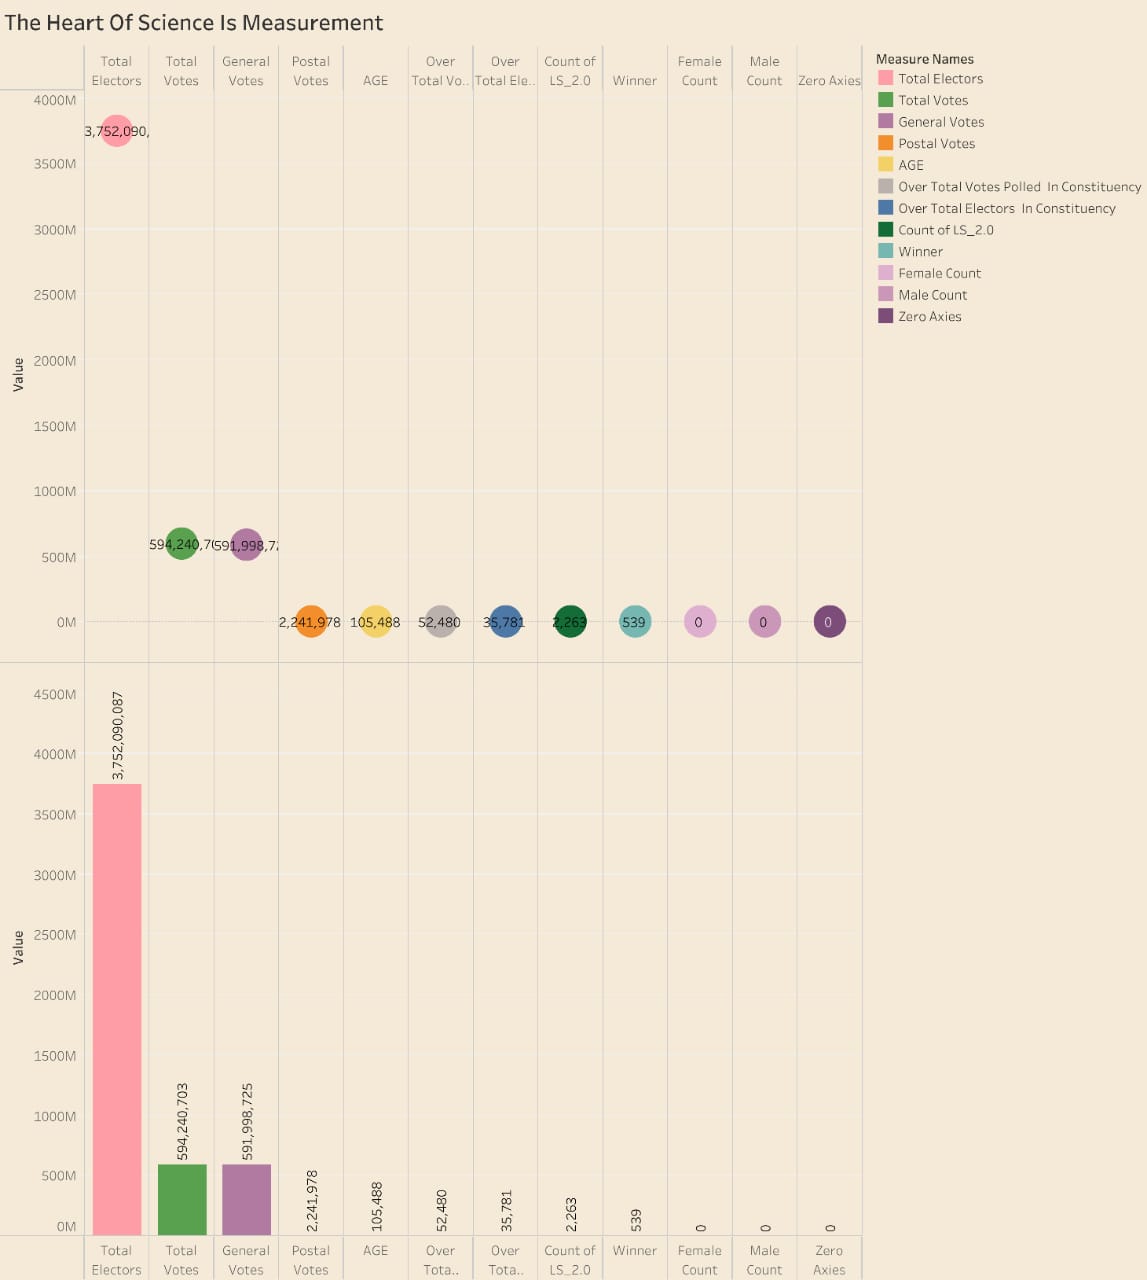 The Heart Of Science Is Measurement
Total Electors
Total Votes
General Votes
Postal Votes
AGE
Over Total Vo..
Over Total Ele..
Count of LS_2.0
Winner
Female Count
Male Count
Zero Axies
Measure Names
Total Electors
Total Votes
General Votes
Postal Votes
AGE
Over Total Votes Polled In Constituency
Over Total Electors In Constituency
Count of LS_2.0
Winner
Female Count
Male Count
Zero Axies
Value
4000M
3500M
3000M
2500M
2000M
1500M
1000M
500M
0M
3,752,090,
594,240,7
591,998,7
2,241,978
105,488
52,480
35,781
2,263
539
0
0
0
Value
4500M
4000M
3500M
3000M
2500M
2000M
1500M
1000M
500M
0M
3,752,090,087
594,240,703
591,998,725
2,241,978
105,488
52,480
35,781
2,263
539
0
0
0
Total Electors
Total Votes
General Votes
Postal Votes
AGE
Over Tota..
Over Tota..
Count of LS_2.0
Winner
Female Count
Male Count
Zero Axies